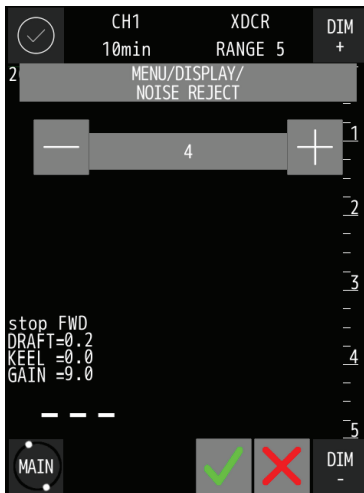 CH1 XDCR DIM
10min RANGE 5 +
2
MENU/DISPLAY/
NOISE REJECT
1
— 4 +
2
3
stop FWD
DRAFT=0.2
KEEL =0.0
GAIN =9.0
4
– – –
5
MAIN DIM
-